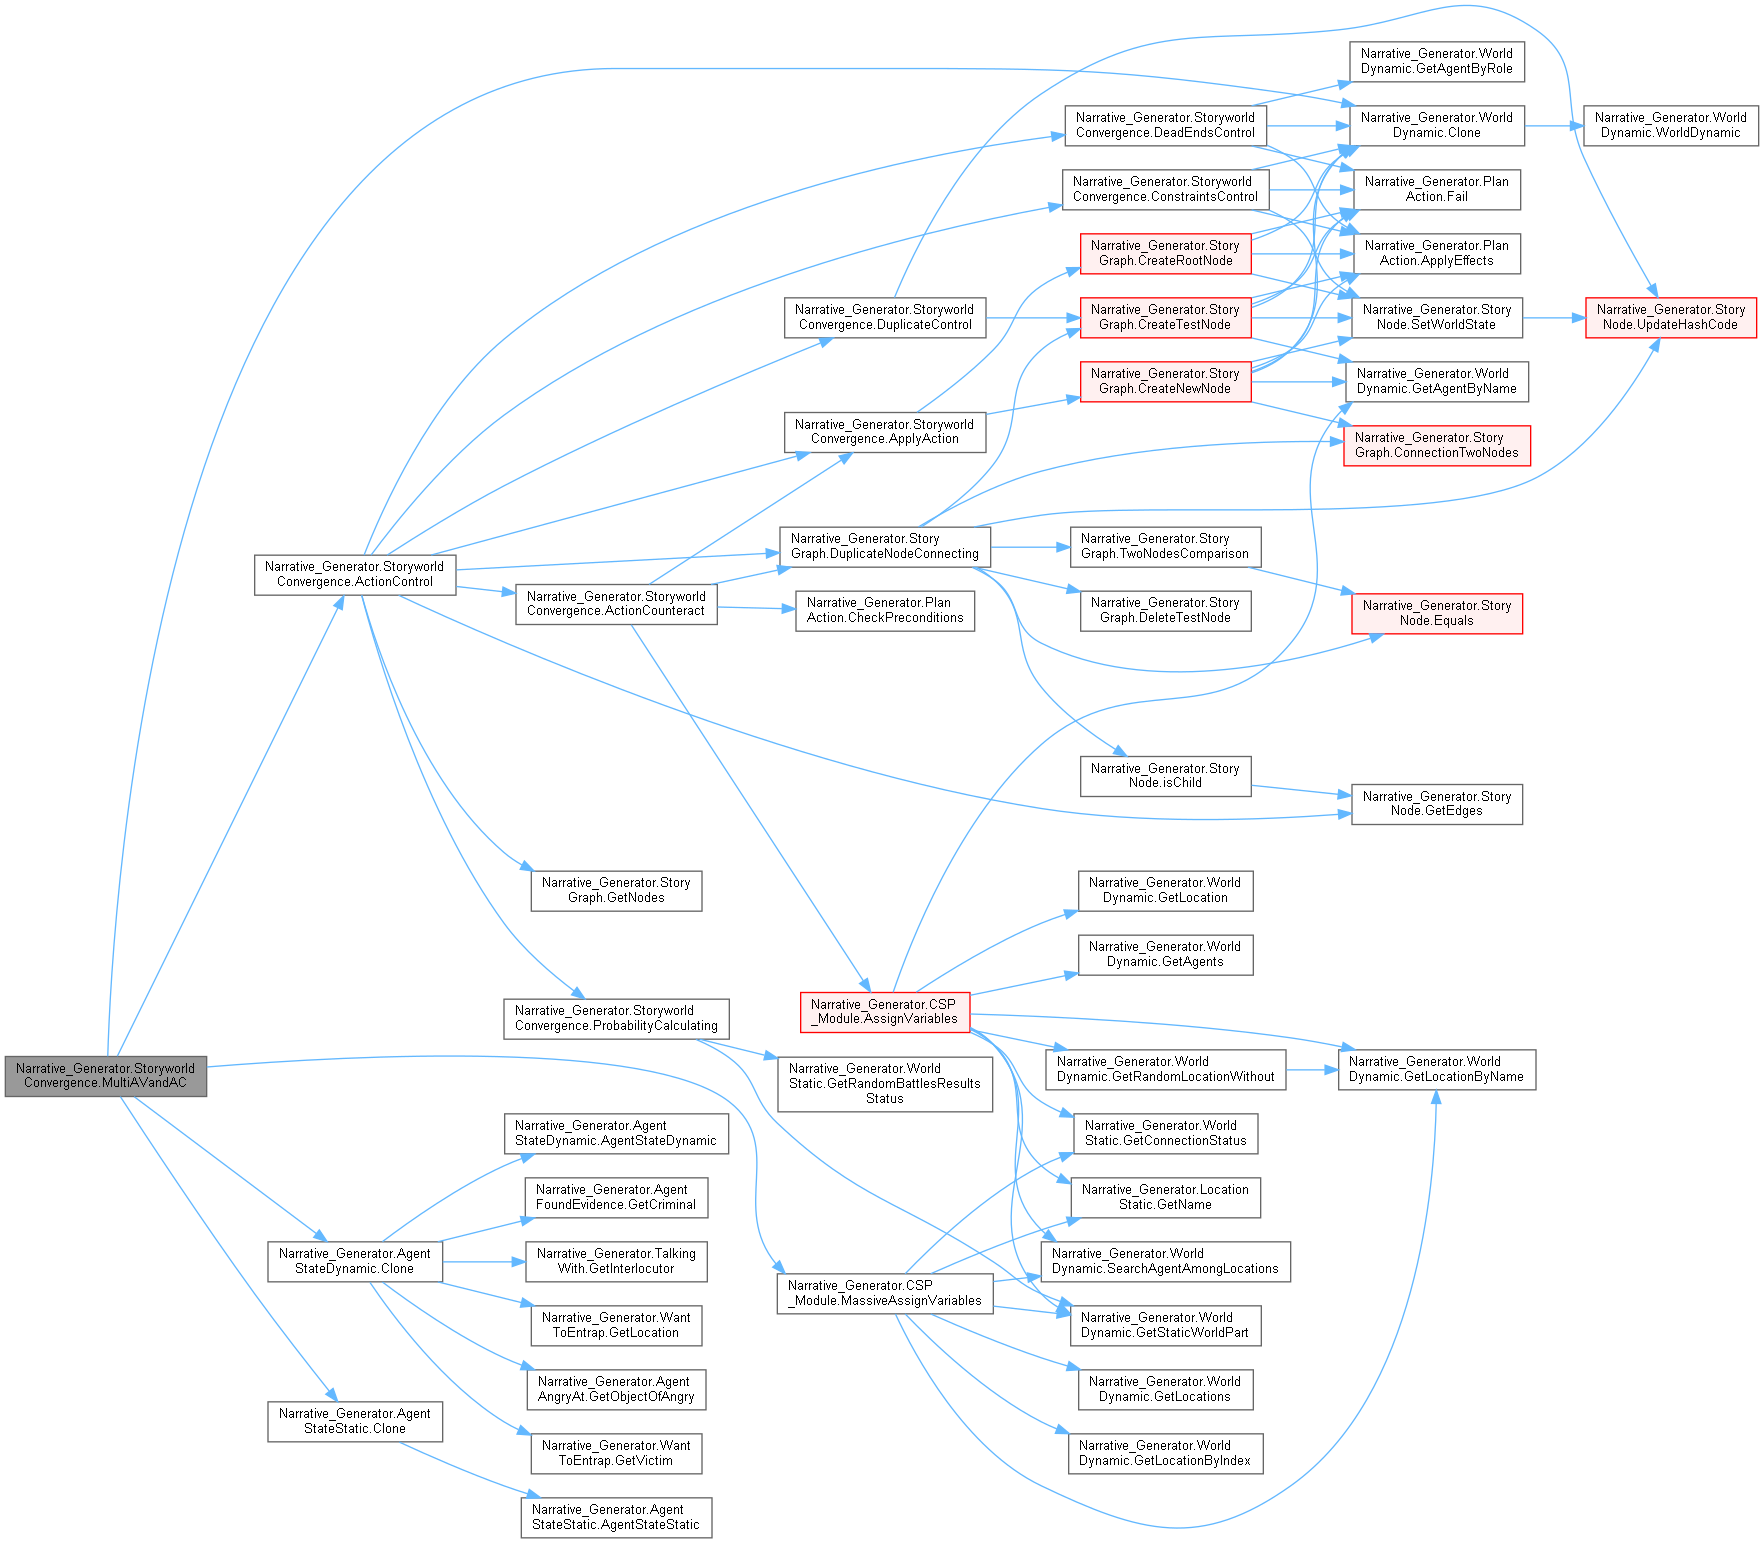 Narrative_Generator.World
Dynamic.GetAgentByRole
Narrative_Generator.Storyworld
Convergence.DeadEndsControl
Narrative_Generator.World
Dynamic.Clone
Narrative_Generator.World
Dynamic.WorldDynamic
Narrative_Generator.Storyworld
Convergence.ConstraintsControl
Narrative_Generator.Plan
Action.Fail
Narrative_Generator.Story
Graph.CreateRootNode
Narrative_Generator.Plan
Action.ApplyEffects
Narrative_Generator.Storyworld
Convergence.DuplicateControl
Narrative_Generator.Story
Graph.CreateTestNode
Narrative_Generator.Story
Node.SetWorldState
Narrative_Generator.Story
Node.UpdateHashCode
Narrative_Generator.Story
Graph.CreateNewNode
Narrative_Generator.World
Dynamic.GetAgentByName
Narrative_Generator.Storyworld
Convergence.ApplyAction
Narrative_Generator.Story
Graph.ConnectionTwoNodes
Narrative_Generator.Story
Graph.DuplicateNodeConnecting
Narrative_Generator.Story
Graph.TwoNodesComparison
Narrative_Generator.Storyworld
Convergence.ActionControl
Narrative_Generator.Storyworld
Convergence.ActionCounteract
Narrative_Generator.Plan
Action.CheckPreconditions
Narrative_Generator.Story
Graph.DeleteTestNode
Narrative_Generator.Story
Node.Equals
Narrative_Generator.Story
Node.isChild
Narrative_Generator.Story
Node.GetEdges
Narrative_Generator.Story
Graph.GetNodes
Narrative_Generator.World
Dynamic.GetLocation
Narrative_Generator.World
Dynamic.GetAgents
Narrative_Generator.Storyworld
Convergence.ProbabilityCalculating
Narrative_Generator.CSP
_Module.AssignVariables
Narrative_Generator.Storyworld
Convergence.MultiAVandAC
Narrative_Generator.World
Static.GetRandomBattlesResults
Status
Narrative_Generator.World
Dynamic.GetRandomLocationWithout
Narrative_Generator.World
Dynamic.GetLocationByName
Narrative_Generator.Agent
StateDynamic.AgentStateDynamic
Narrative_Generator.World
Static.GetConnectionStatus
Narrative_Generator.Agent
FoundEvidence.GetCriminal
Narrative_Generator.Location
Static.GetName
Narrative_Generator.Agent
StateDynamic.Clone
Narrative_Generator.Talking
With.GetInterlocutor
Narrative_Generator.World
Dynamic.SearchAgentAmongLocations
Narrative_Generator.CSP
_Module.MassiveAssignVariables
Narrative_Generator.Want
ToEntrap.GetLocation
Narrative_Generator.World
Dynamic.GetStaticWorldPart
Narrative_Generator.Agent
AngryAt.GetObjectOfAngry
Narrative_Generator.World
Dynamic.GetLocations
Narrative_Generator.Agent
StateStatic.Clone
Narrative_Generator.Want
ToEntrap.GetVictim
Narrative_Generator.World
Dynamic.GetLocationByIndex
Narrative_Generator.Agent
StateStatic.AgentStateStatic